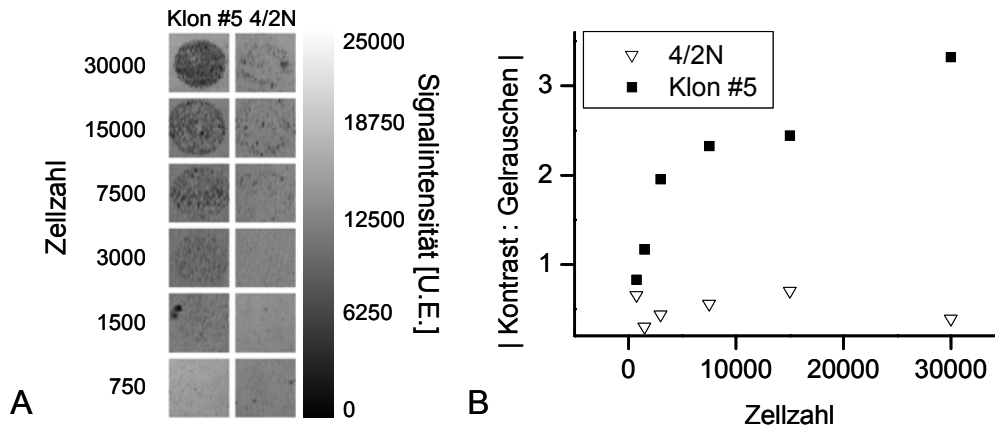 Klon #5 4/2N
30000
15000
7500
3000
1500
750
Zellzahl
25000
18750
12500
6250
0
Signalintensität [U.E.]
A
4/2N
Klon #5
3
2
1
| Kontrast : Gelrauschen |
0 10000 20000 30000
Zellzahl
B